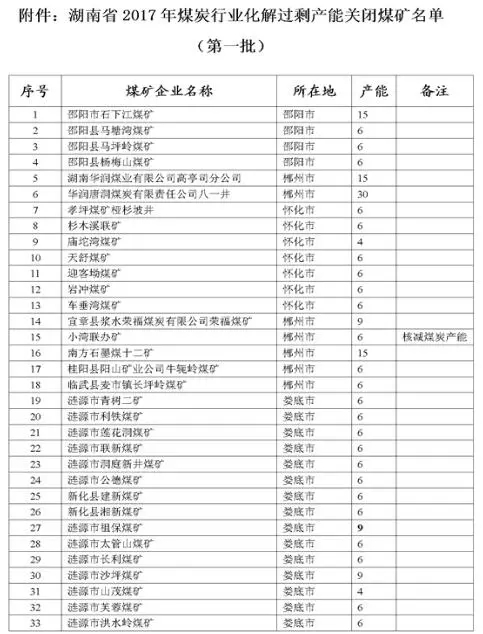 附件：湖南省 2017 年煤炭行业化解过剩产能关闭煤矿名单
（第一批）
序号 煤矿企业名称 所在地 产能 备注
1 邵阳市石下江煤矿 邵阳市 15
2 邵阳县马塘湾煤矿 邵阳市 6
3 邵阳县马坪岭煤矿 邵阳市 6
4 邵阳县杨梅山煤矿 邵阳市 6
5 湖南华润煤业有限公司高亭司分公司 郴州市 15
6 华润唐洞煤炭有限责任公司八一井 郴州市 30
7 孝坪煤矿桠杉坡井 怀化市 6
8 杉木溪联矿 怀化市 6
9 庙坨湾煤矿 怀化市 4
10 天舒煤矿 怀化市 6
11 迎客坳煤矿 怀化市 6
12 岩冲煤矿 怀化市 6
13 车垂湾煤矿 怀化市 6
14 宜章县浆水荣福煤炭有限公司荣福煤矿 郴州市 9
15 小湾联办矿 郴州市 6 核减煤炭产能
16 南方石墨煤十二矿 郴州市 15
17 桂阳县阳山矿业公司牛轭岭煤矿 郴州市 6
18 临武县麦市镇长坪岭煤矿 郴州市 6
19 涟源市青树二矿 娄底市 6
20 涟源市利铁煤矿 娄底市 6
21 涟源市莲花洞煤矿 娄底市 6
22 涟源市联新煤矿 娄底市 6
23 涟源市洞庭新井煤矿 娄底市 6
24 涟源市公德煤矿 娄底市 6
25 新化县建新煤矿 娄底市 6
26 新化县湘新煤矿 娄底市 6
27 涟源市祖保煤矿 娄底市 9
28 涟源市太管山煤矿 娄底市 6
29 涟源市长利煤矿 娄底市 6
30 涟源市沙坪煤矿 娄底市 9
31 涟源市山茂煤矿 娄底市 4
32 涟源市芙蓉煤矿 娄底市 6
33 涟源市洪水岭煤矿 娄底市 6